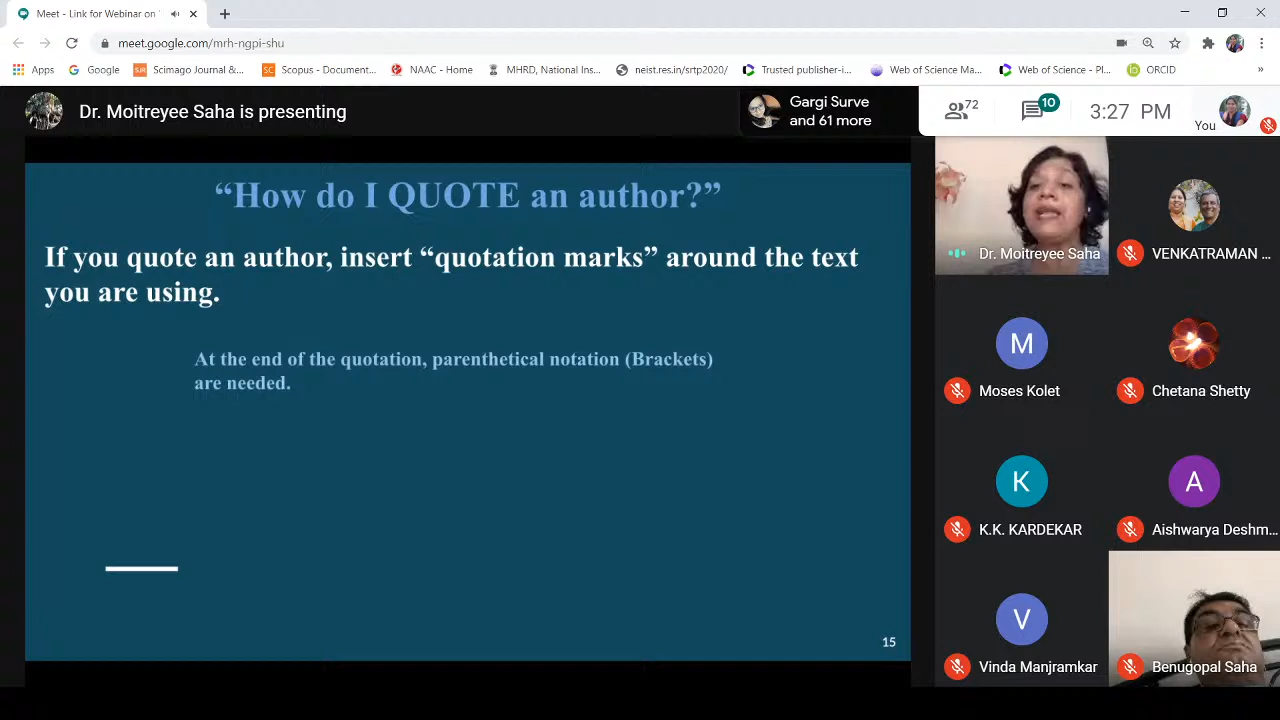 Meet - Link for Webinar on
meet.google.com/mrh-ngpi-shu
Apps
Google
SJR
Scimago Journal &...
SC
Scopus - Document...
NAAC - Home
MHRD, National Ins...
neist.res.in/srtp2020/
Trusted publisher-i...
Web of Science Ma...
Web of Science - Pl...
iD
ORCID
»
Dr. Moitreyee Saha is presenting
Gargi Surve
and 61 more
72
10
3:27 PM
You
“How do I QUOTE an author?”
If you quote an author, insert “quotation marks” around the text
you are using.
At the end of the quotation, parenthetical notation (Brackets)
are needed.
15
Dr. Moitreyee Saha
VENKATRAMAN ...
M
Moses Kolet
Chetana Shetty
K
K.K. KARDEKAR
A
Aishwarya Deshm...
V
Vinda Manjramkar
Benugopal Saha